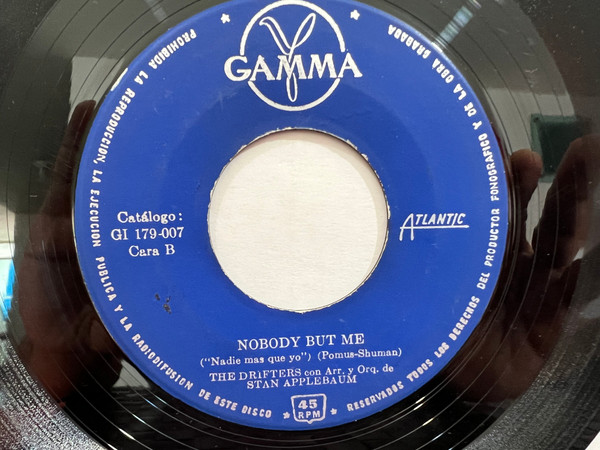 GAMMA
PROHIBIDA LA REPRODUCCION, LA EJECUCION PUBLICA Y LA RADIODIFUSION DE ESTE DISCO
RESERVADOS TODOS LOS DERECHOS DEL PRODUCTOR FONOGRAFICO Y DE LA OBRA GRABADA
Catálogo:
GI 179-007
Cara B
ATLANTIC
NOBODY BUT ME
("Nadie mas que yo") (Pomus-Shuman)
THE DRiFTERS con Arr. y Orq. de
STAN APPLEBAUM
45
RPM